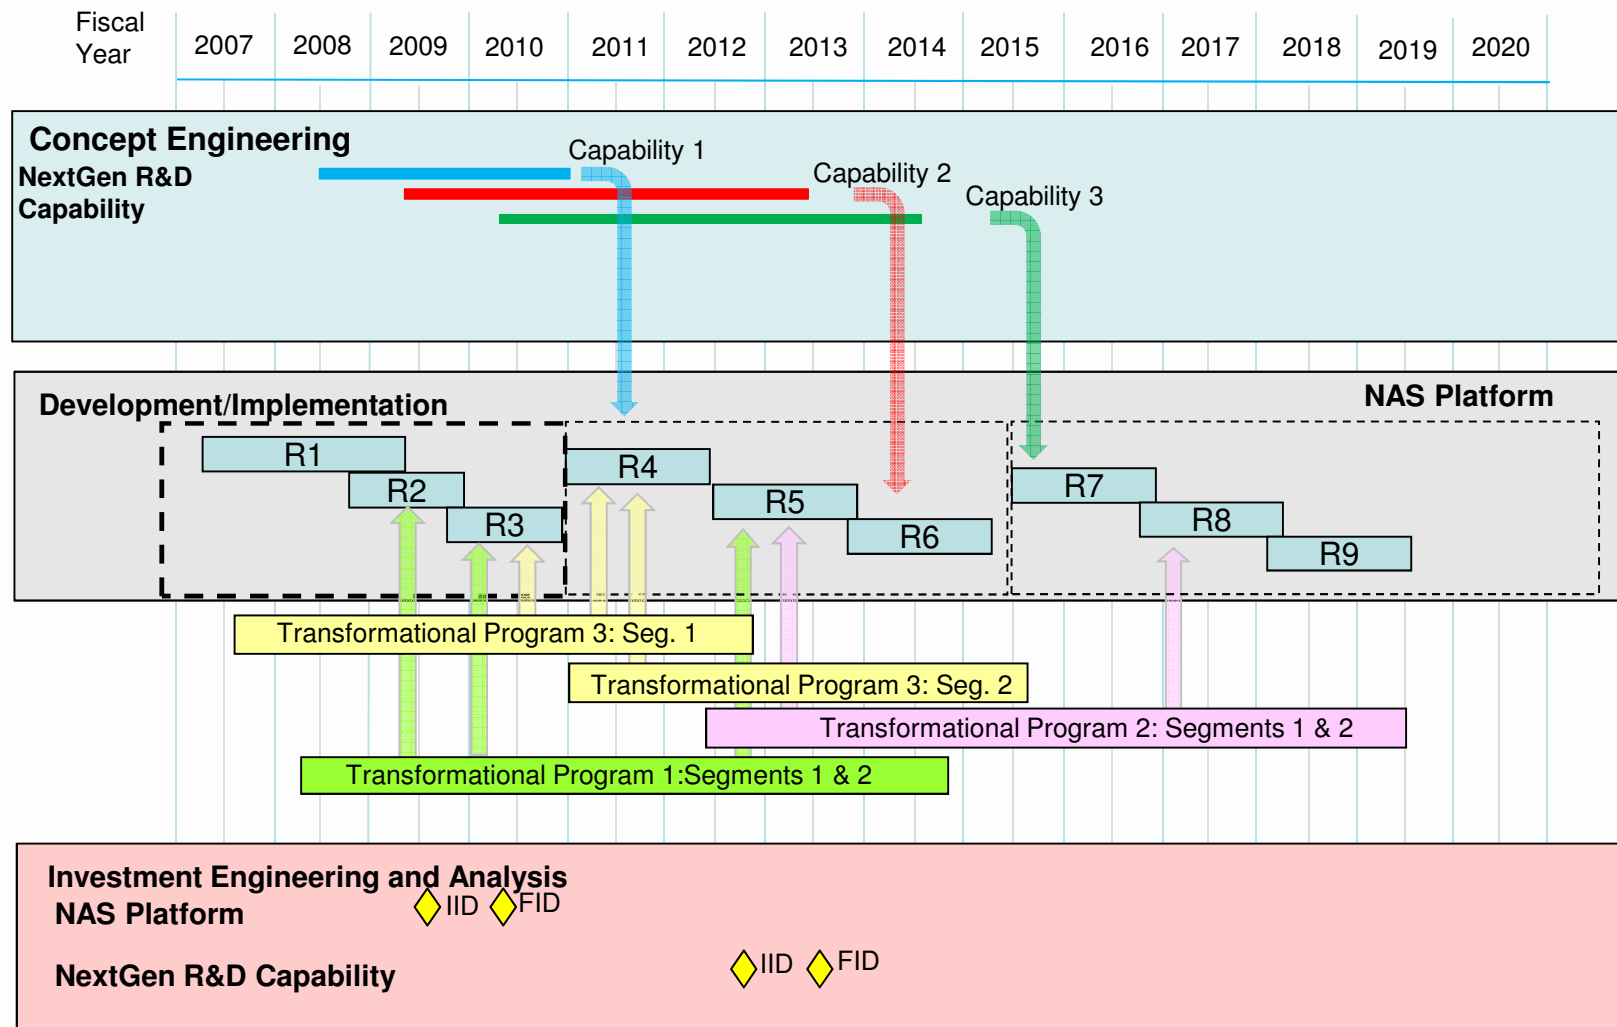 Fiscal
Year
2007 2008 2009 2010 2011 2012 2013 2014 2015 2016 2017 2018 2019 2020
Concept Engineering
NextGen R&D
Capability
Capability 1
Capability 2
Capability 3
Development/Implementation
NAS Platform
R1
R2
R3
R4
R5
R6
R7
R8
R9
Transformational Program 3: Seg. 1
Transformational Program 3: Seg. 2
Transformational Program 2: Segments 1 & 2
Transformational Program 1:Segments 1 & 2
Investment Engineering and Analysis
NAS Platform
IID FID
NextGen R&D Capability
IID FID